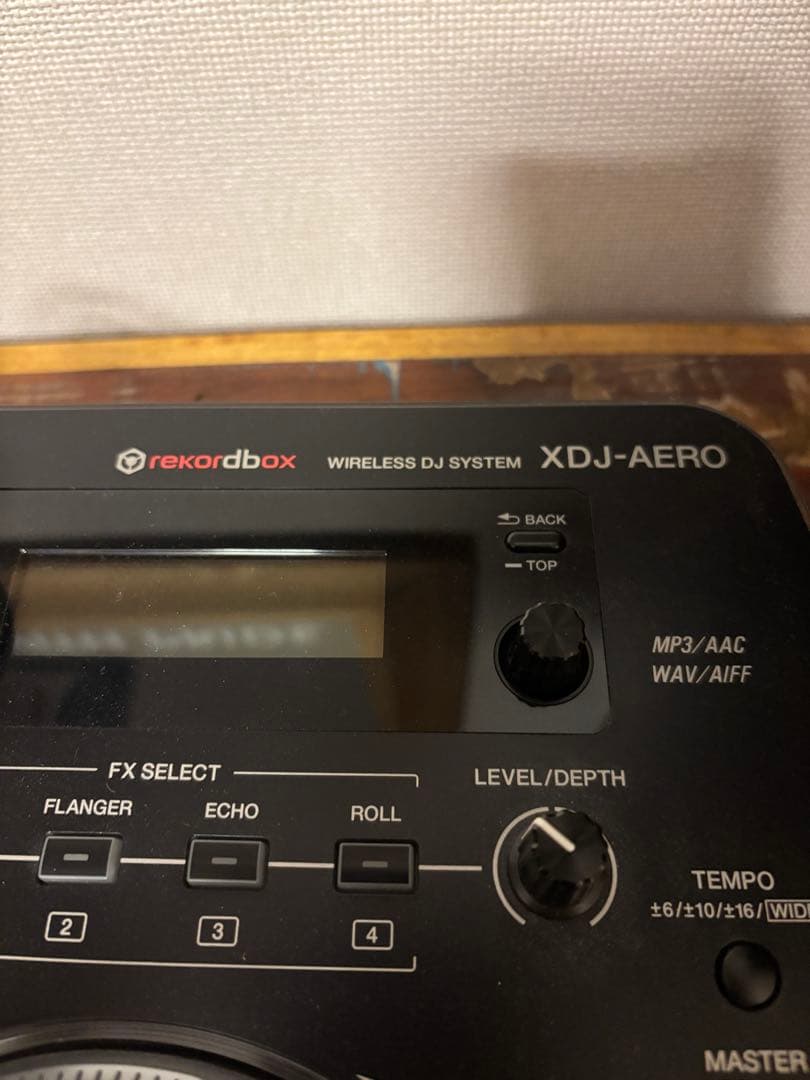 rekordbox WIRELESS DJ SYSTEM XDJ-AERO
BACK
TOP
MP3/AAC
WAV/AIFF
FX SELECT
LEVEL/DEPTH
FLANGER ECHO ROLL
2 3 4
TEMPO
±6/±10/±16/WIDE
MASTER